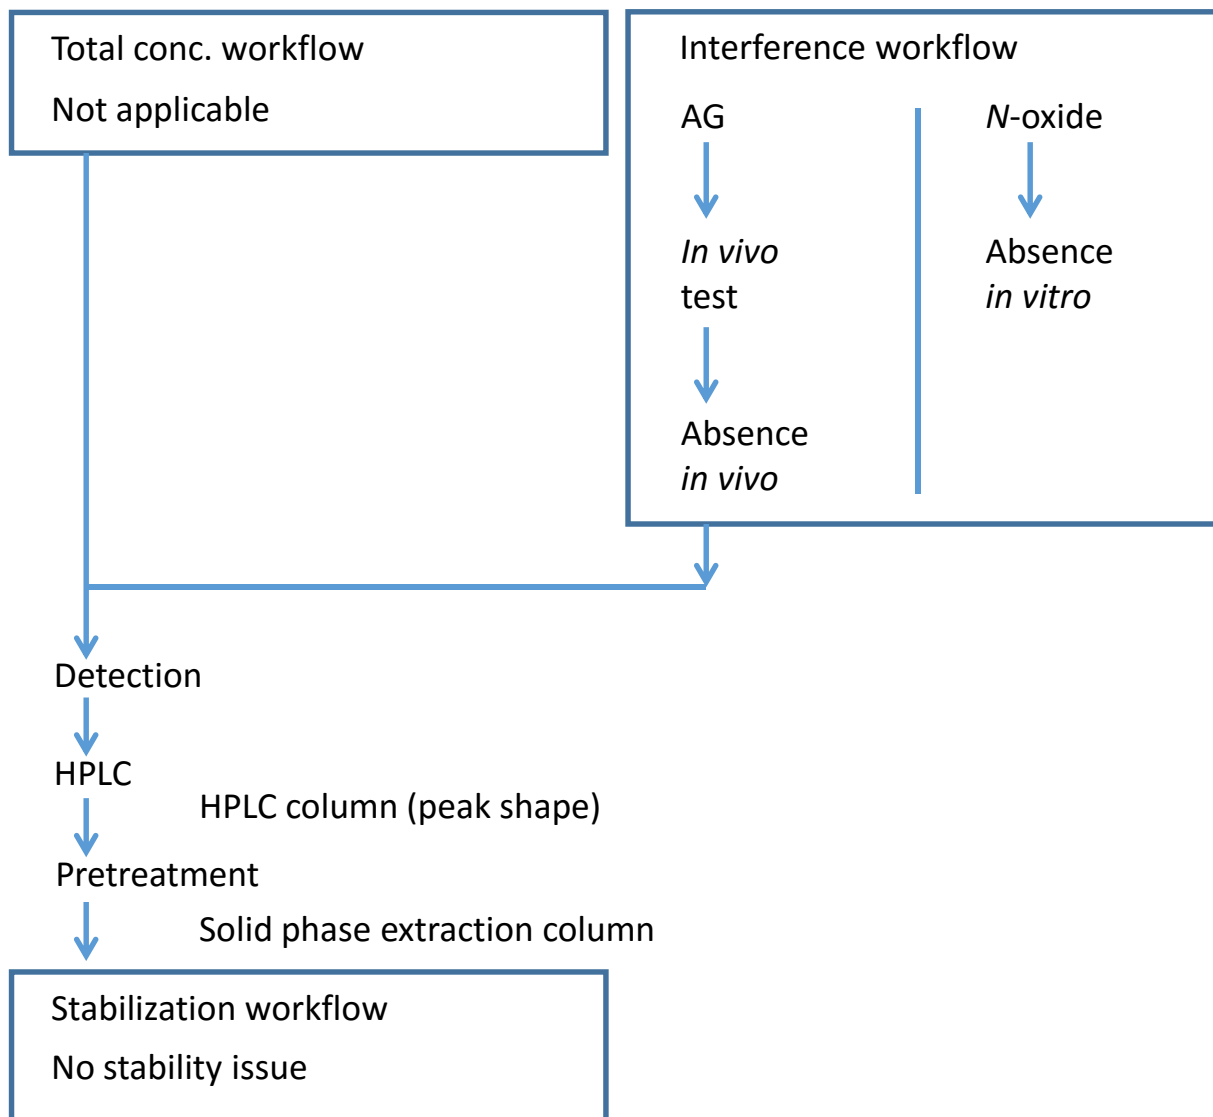 Total conc. workflow
Not applicable
Interference workflow
AG
In vivo
test
Absence
in vivo
N-oxide
Absence
in vitro
Detection
HPLC
HPLC column (peak shape)
Pretreatment
Solid phase extraction column
Stabilization workflow
No stability issue